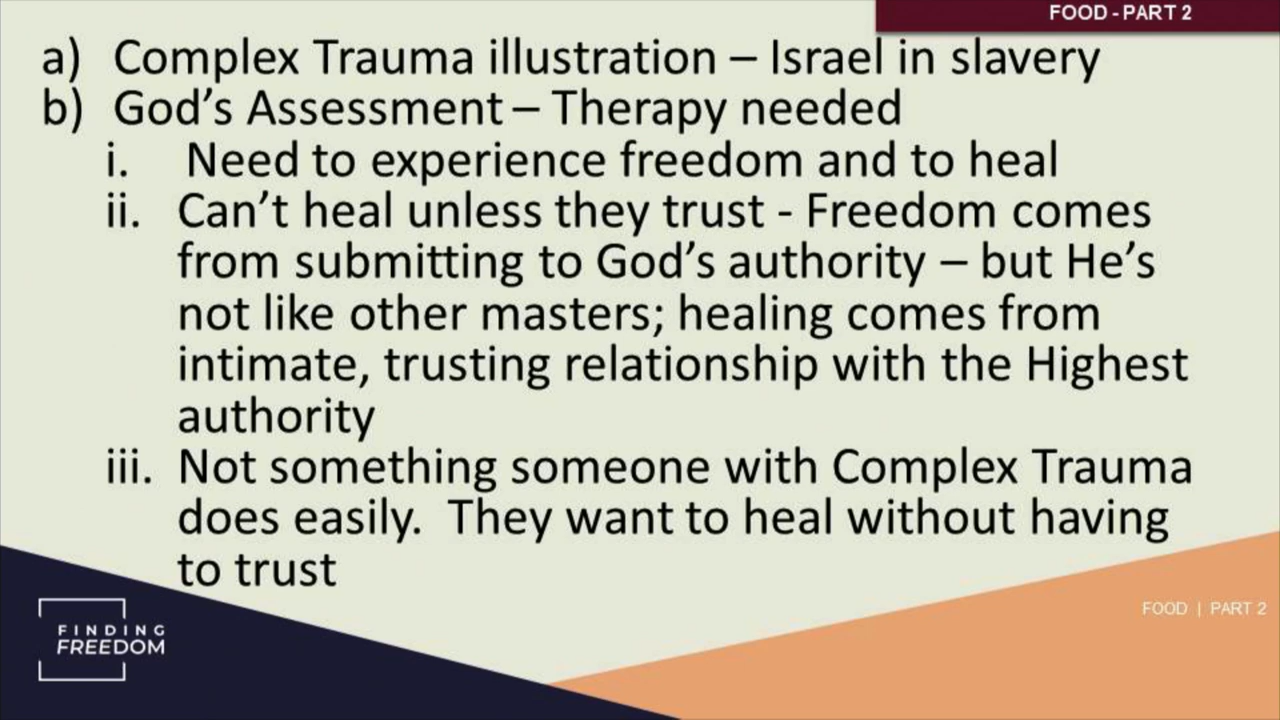 FOOD - PART 2
a) Complex Trauma illustration – Israel in slavery
b) God’s Assessment – Therapy needed
i. Need to experience freedom and to heal
ii. Can’t heal unless they trust - Freedom comes
from submitting to God’s authority – but He’s
not like other masters; healing comes from
intimate, trusting relationship with the Highest
authority
iii. Not something someone with Complex Trauma
does easily. They want to heal without having
to trust
FOOD | PART 2
FINDING
FREEDOM